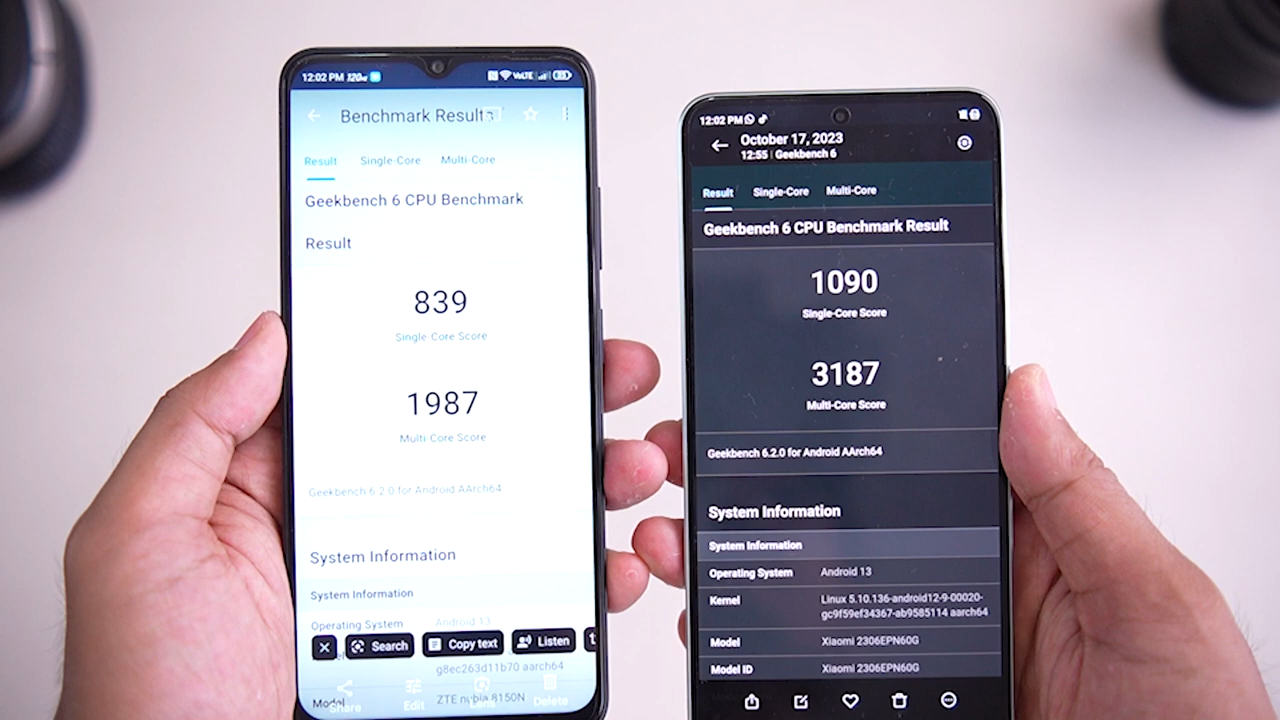 12:02 PM 120HZ
VoLTE 83
Benchmark Results
Result Single-Core Multi-Core
Geekbench 6 CPU Benchmark
Result
839
Single-Core Score
1987
Multi-Core Score
Geekbench 6.2.0 for Android AArch64
System Information
System Information
Operating System Android 13
Search Copy text Listen
g8ec263d11b70 aarch64
Model ZTE nubia 8150N
Share Edit Lens Delete
12:02 PM
October 17, 2023
12:55 | Geekbench 6
Result Single-Core Multi-Core
Geekbench 6 CPU Benchmark Result
1090
Single-Core Score
3187
Multi-Core Score
Geekbench 6.2.0 for Android AArch64
System Information
System Information
Operating System Android 13
Kernel Linux 5.10.136-android12-9-00020-
gc9f59ef34367-ab9585114 aarch64
Model Xiaomi 2306EPN60G
Model ID Xiaomi 2306EPN60G